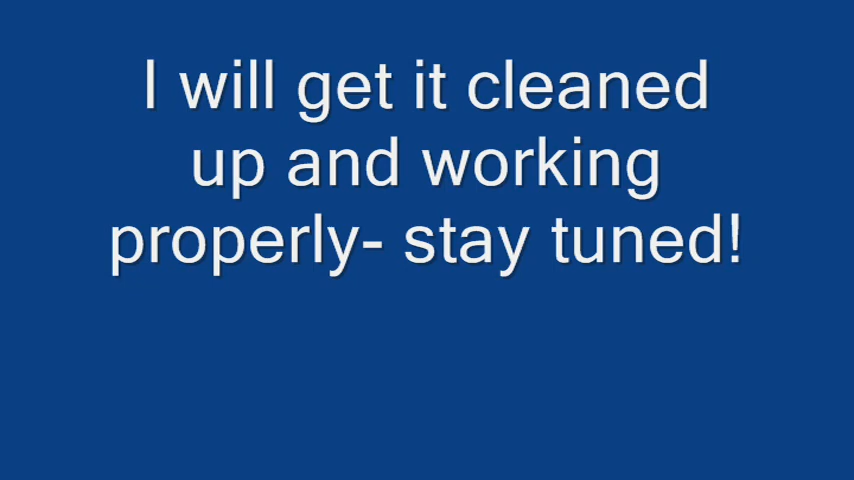 I will get it cleaned
up and working
properly- stay tuned!